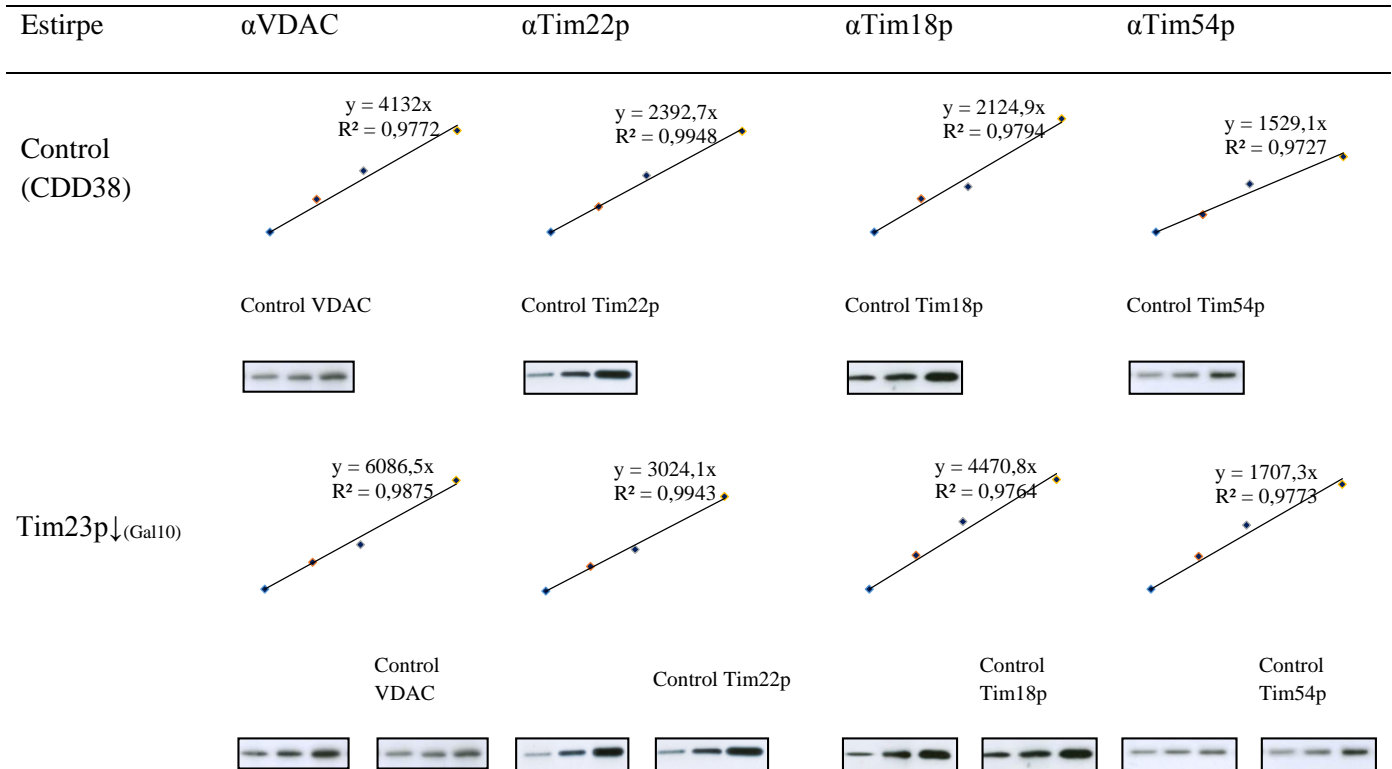 Estirpe αVDAC αTim22p αTim18p αTim54p
y = 4132x
R² = 0,9772
y = 2392,7x
R² = 0,9948
y = 2124,9x
R² = 0,9794
y = 1529,1x
R² = 0,9727
Control
(CDD38)
Control VDAC Control Tim22p Control Tim18p Control Tim54p
y = 6086,5x
R² = 0,9875
y = 3024,1x
R² = 0,9943
y = 4470,8x
R² = 0,9764
y = 1707,3x
R² = 0,9773
Tim23p↓(Gal10)
Control
VDAC
Control Tim22p
Control
Tim18p
Control
Tim54p